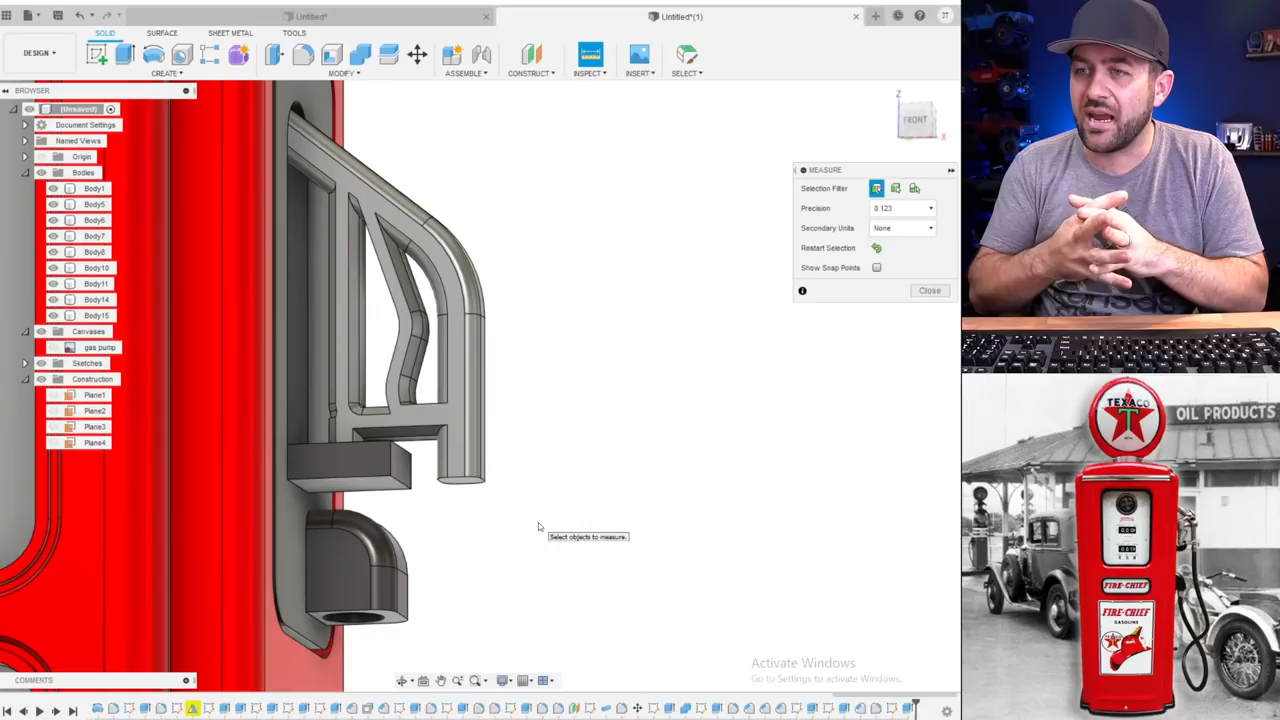 Untitled*
Untitled*(1)
JT
DESIGN
SOLID
SURFACE
SHEET METAL
TOOLS
CREATE
MODIFY
ASSEMBLE
CONSTRUCT
INSPECT
INSERT
SELECT
BROWSER
(Unsaved)
Document Settings
Named Views
Origin
Bodies
Body1
Body5
Body6
Body7
Body8
Body10
Body11
Body14
Body15
Canvases
gas pump
Sketches
Construction
Plane1
Plane2
Plane3
Plane4
COMMENTS
Z
FRONT
X
MEASURE
Selection Filter
Precision
0.123
Secondary Units
None
Restart Selection
Show Snap Points
Close
Select objects to measure.
Activate Windows
Go to Settings to activate Windows.
TEXACO
T
OIL PRODUCTS
FIRE-CHIEF
FIRE-CHIEF
GASOLINE